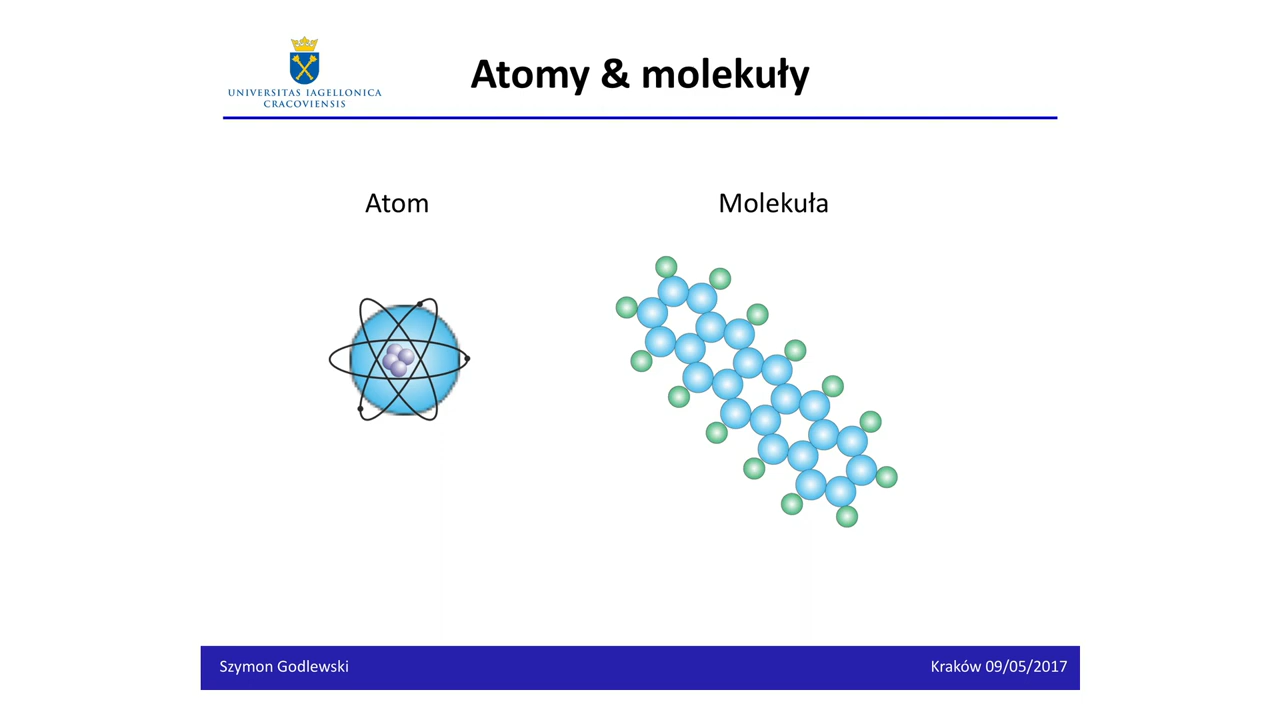 UNIVERSITAS IAGELLONICA
CRACOVIENSIS
Atomy & molekuły
Atom
Molekuła
Szymon Godlewski
Kraków 09/05/2017